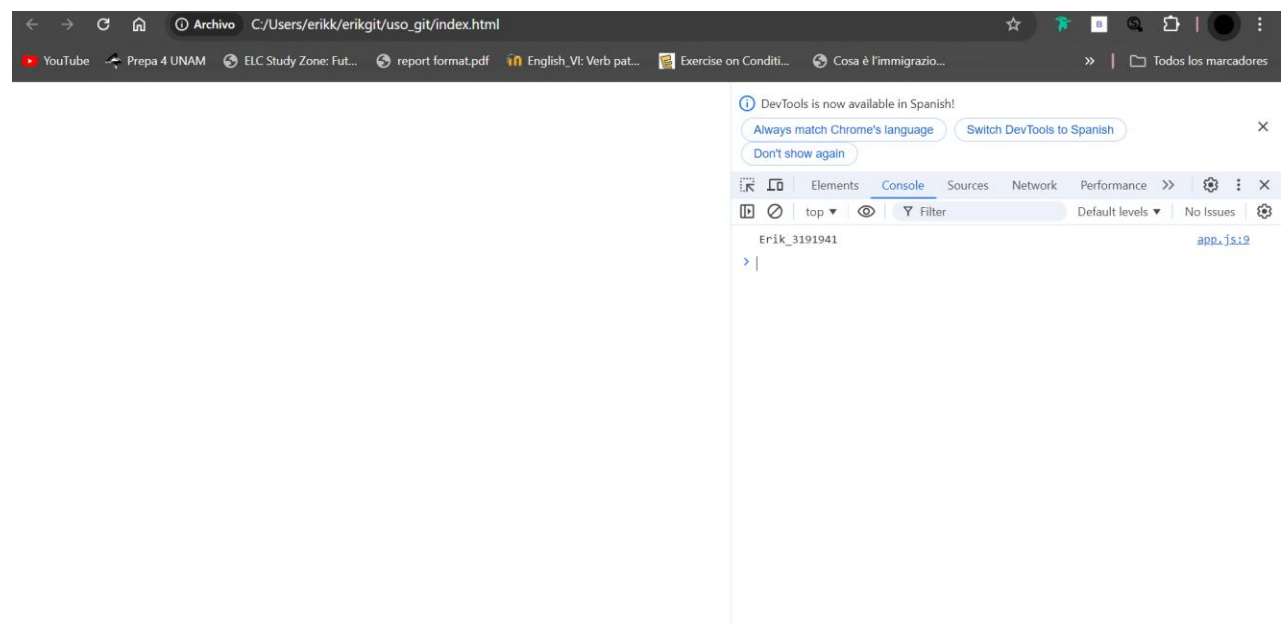 Archivo C:/Users/erikk/erikgit/uso_git/index.html
YouTube Prepa 4 UNAM ELC Study Zone: Fut... report format.pdf English_VI: Verb pat... Exercise on Conditi... Cosa è l'immigrazio... » Todos los marcadores
DevTools is now available in Spanish!
Always match Chrome's language Switch DevTools to Spanish
Don't show again
Elements Console Sources Network Performance »
top Filter Default levels No Issues
Erik_3191941 app.js:9
>